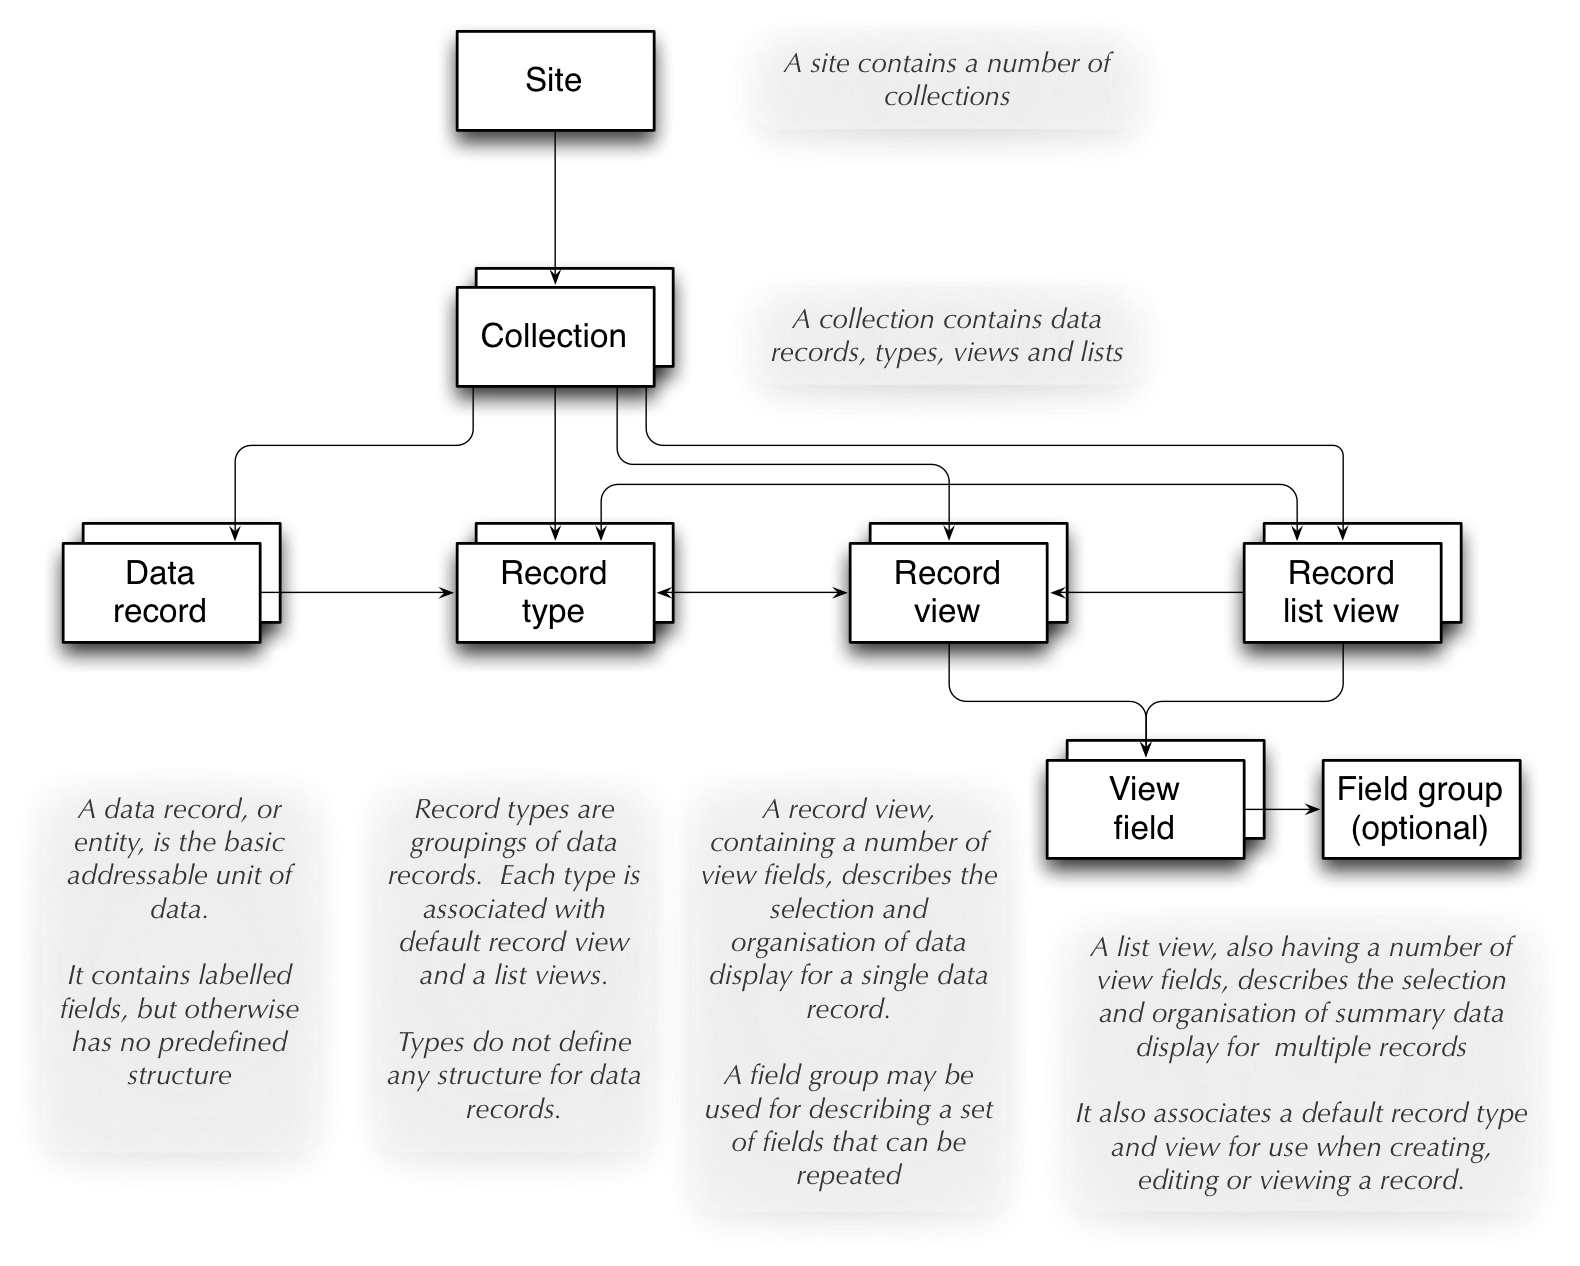 Site
A site contains a number of
collections
Collection
A collection contains data
records, types, views and lists
Data
record
Record
type
Record
view
Record
list view
View
field
Field group
(optional)
A data record, or
entity, is the basic
addressable unit of
data.
It contains labelled
fields, but otherwise
has no predefined
structure
Record types are
groupings of data
records.  Each type is
associated with
default record view
and a list views.
Types do not define
any structure for data
records.
A record view,
containing a number of
view fields, describes the
selection and
organisation of data
display for a single data
record.
A field group may be
used for describing a set
of fields that can be
repeated
A list view, also having a number of
view fields, describes the selection
and organisation of summary data
display for  multiple records
It also associates a default record type
and view for use when creating,
editing or viewing a record.